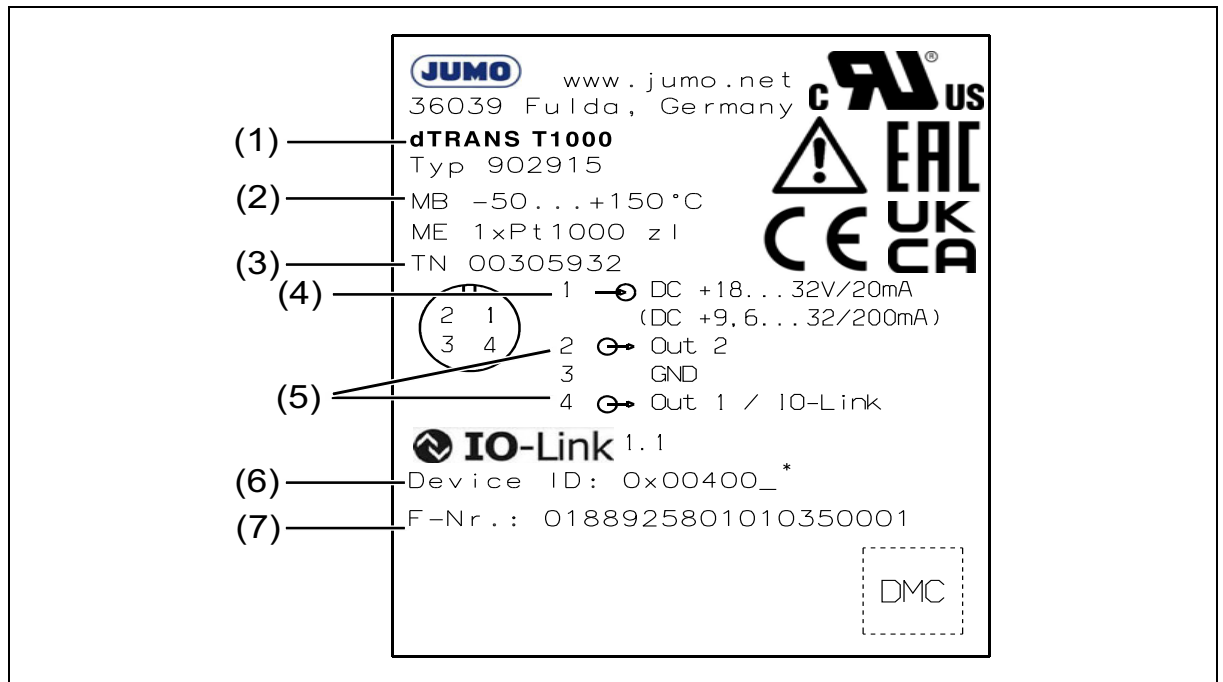 JUMO www.jumo.net
36039 Fulda, Germany
c RU ® US
(1) dTRANS T1000
Typ 902915
EAC
(2) MB -50...+150°C
ME 1xPt1000 zl
CE UK CA
(3) TN 00305932
(4) 1 DC +18...32V/20mA
(DC +9,6...32/200mA)
2 1
3 4
(5) 2 Out 2
3 GND
4 Out 1 / IO-Link
IO-Link 1.1
(6) Device ID: 0x00400_*
(7) F-Nr.: 0188925801010350001
DMC